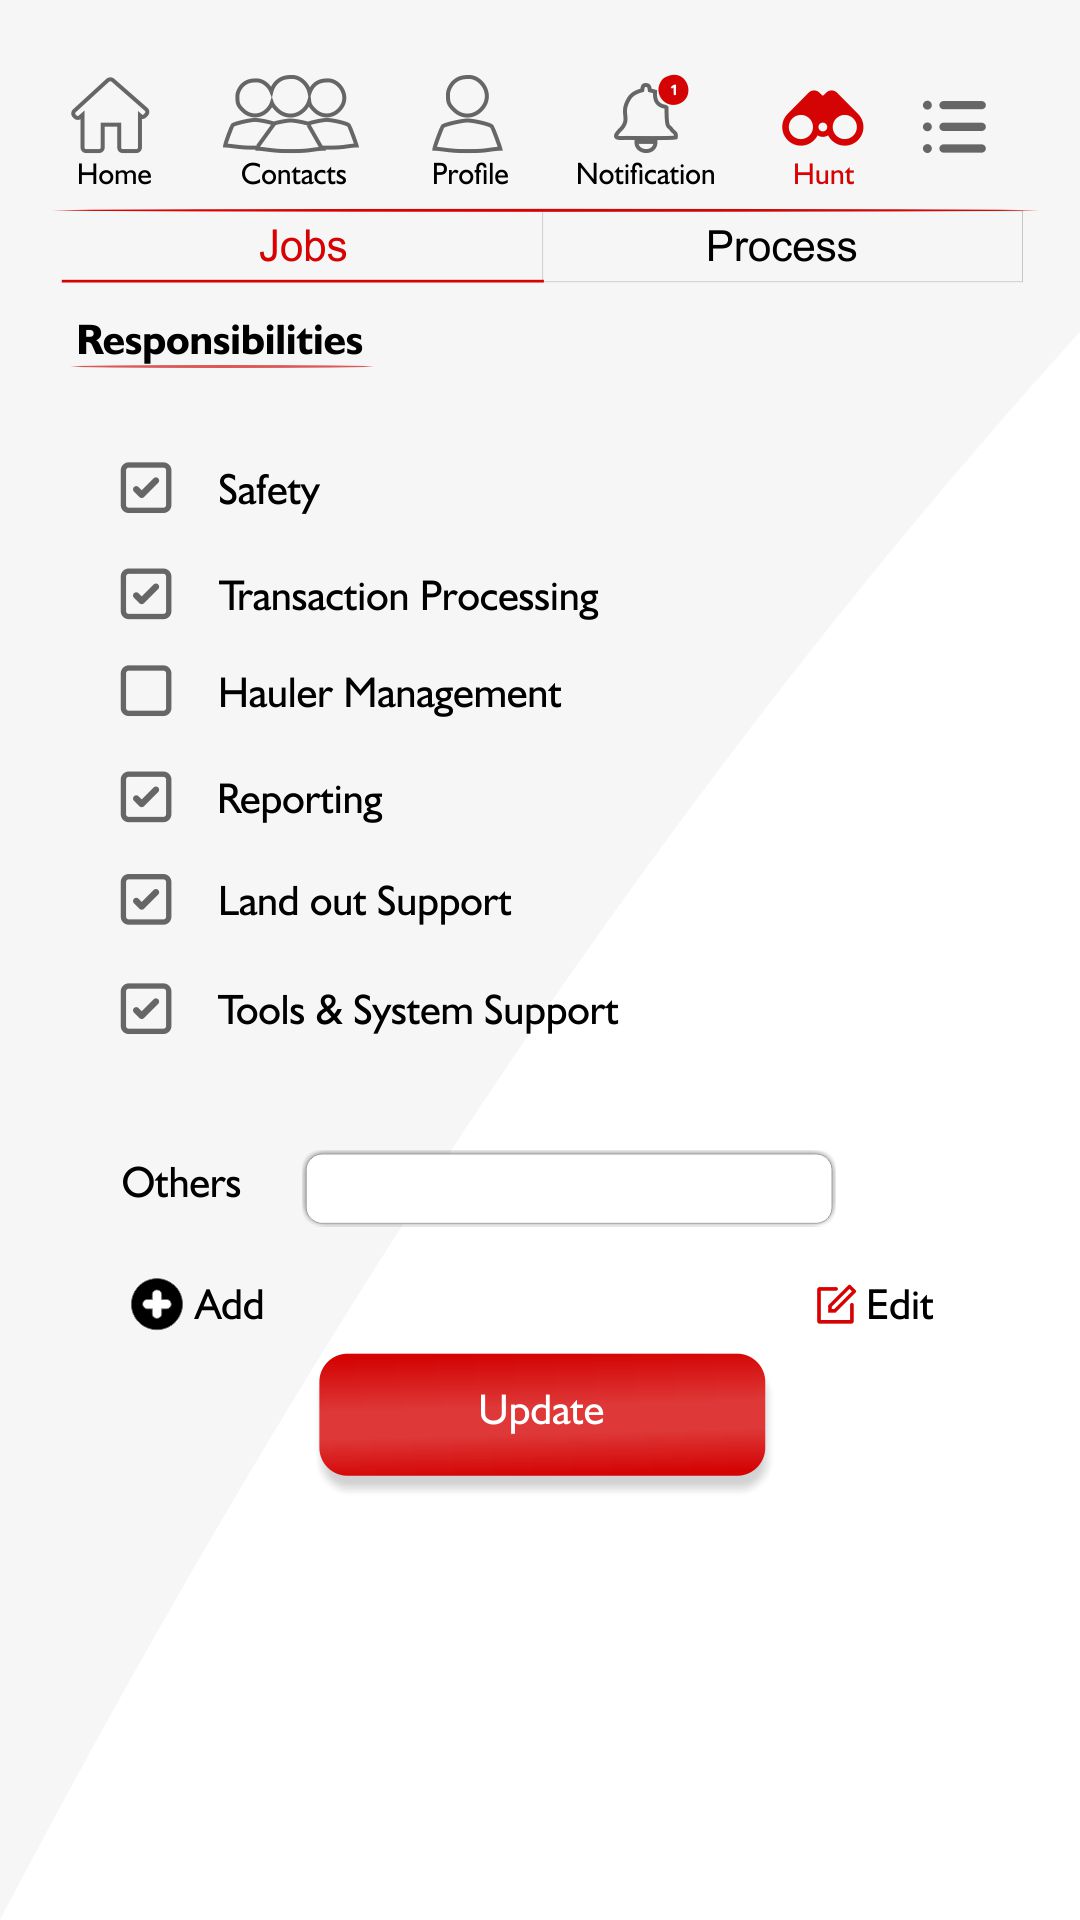 1
Home Contacts Profile Notification Hunt
Jobs Process
Responsibilities
Safety
Transaction Processing
Hauler Management
Reporting
Land out Support
Tools & System Support
Others
Add Edit
Update